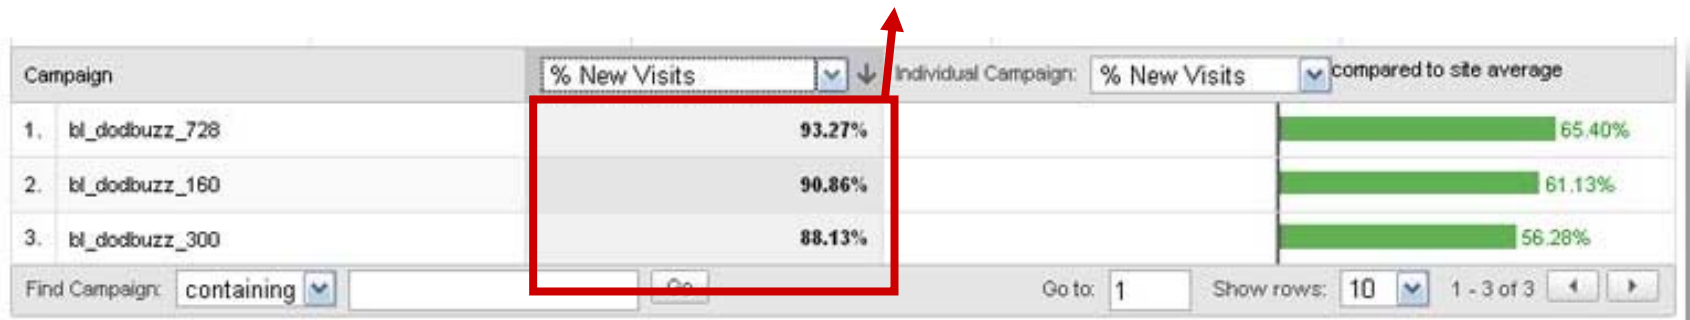 Campaign % New Visits Individual Campaign: % New Visits compared to site average
1. bl_dodbuzz_728 93.27% 65.40%
2. bl_dodbuzz_160 90.86% 61.13%
3. bl_dodbuzz_300 88.13% 56.28%
Find Campaign: containing Go Go to: 1 Show rows: 10 1 - 3 of 3